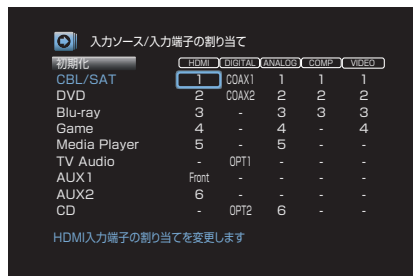 入力ソース/入力端子の割り当て
初期化 HDMI DIGITAL ANALOG COMP VIDEO
CBL/SAT 1 COAX1 1 1 1
DVD 2 COAX2 2 2 2
Blu-ray 3 - 3 3 3
Game 4 - 4 - 4
Media Player 5 - 5 - -
TV Audio - OPT1 - - -
AUX1 Front - - - -
AUX2 6 - - - -
CD - OPT2 6 - -
HDMI入力端子の割り当てを変更します